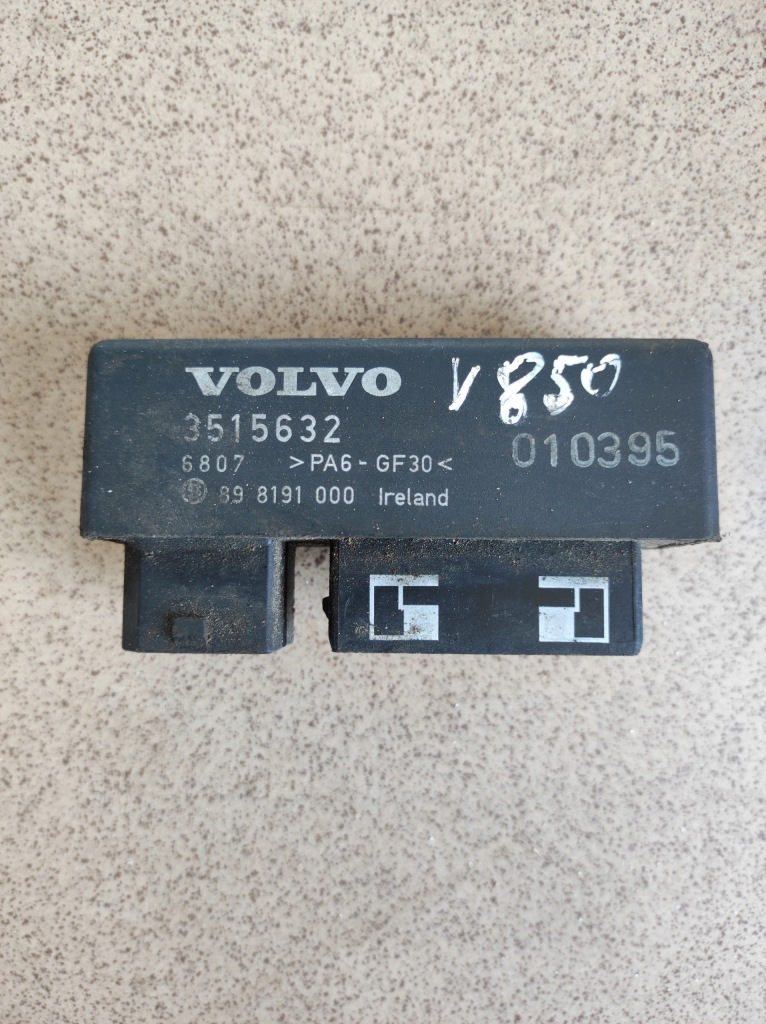 VOLVO V850
3515632
6807 >PA6-GF30< 010395
89 8191 000 Ireland